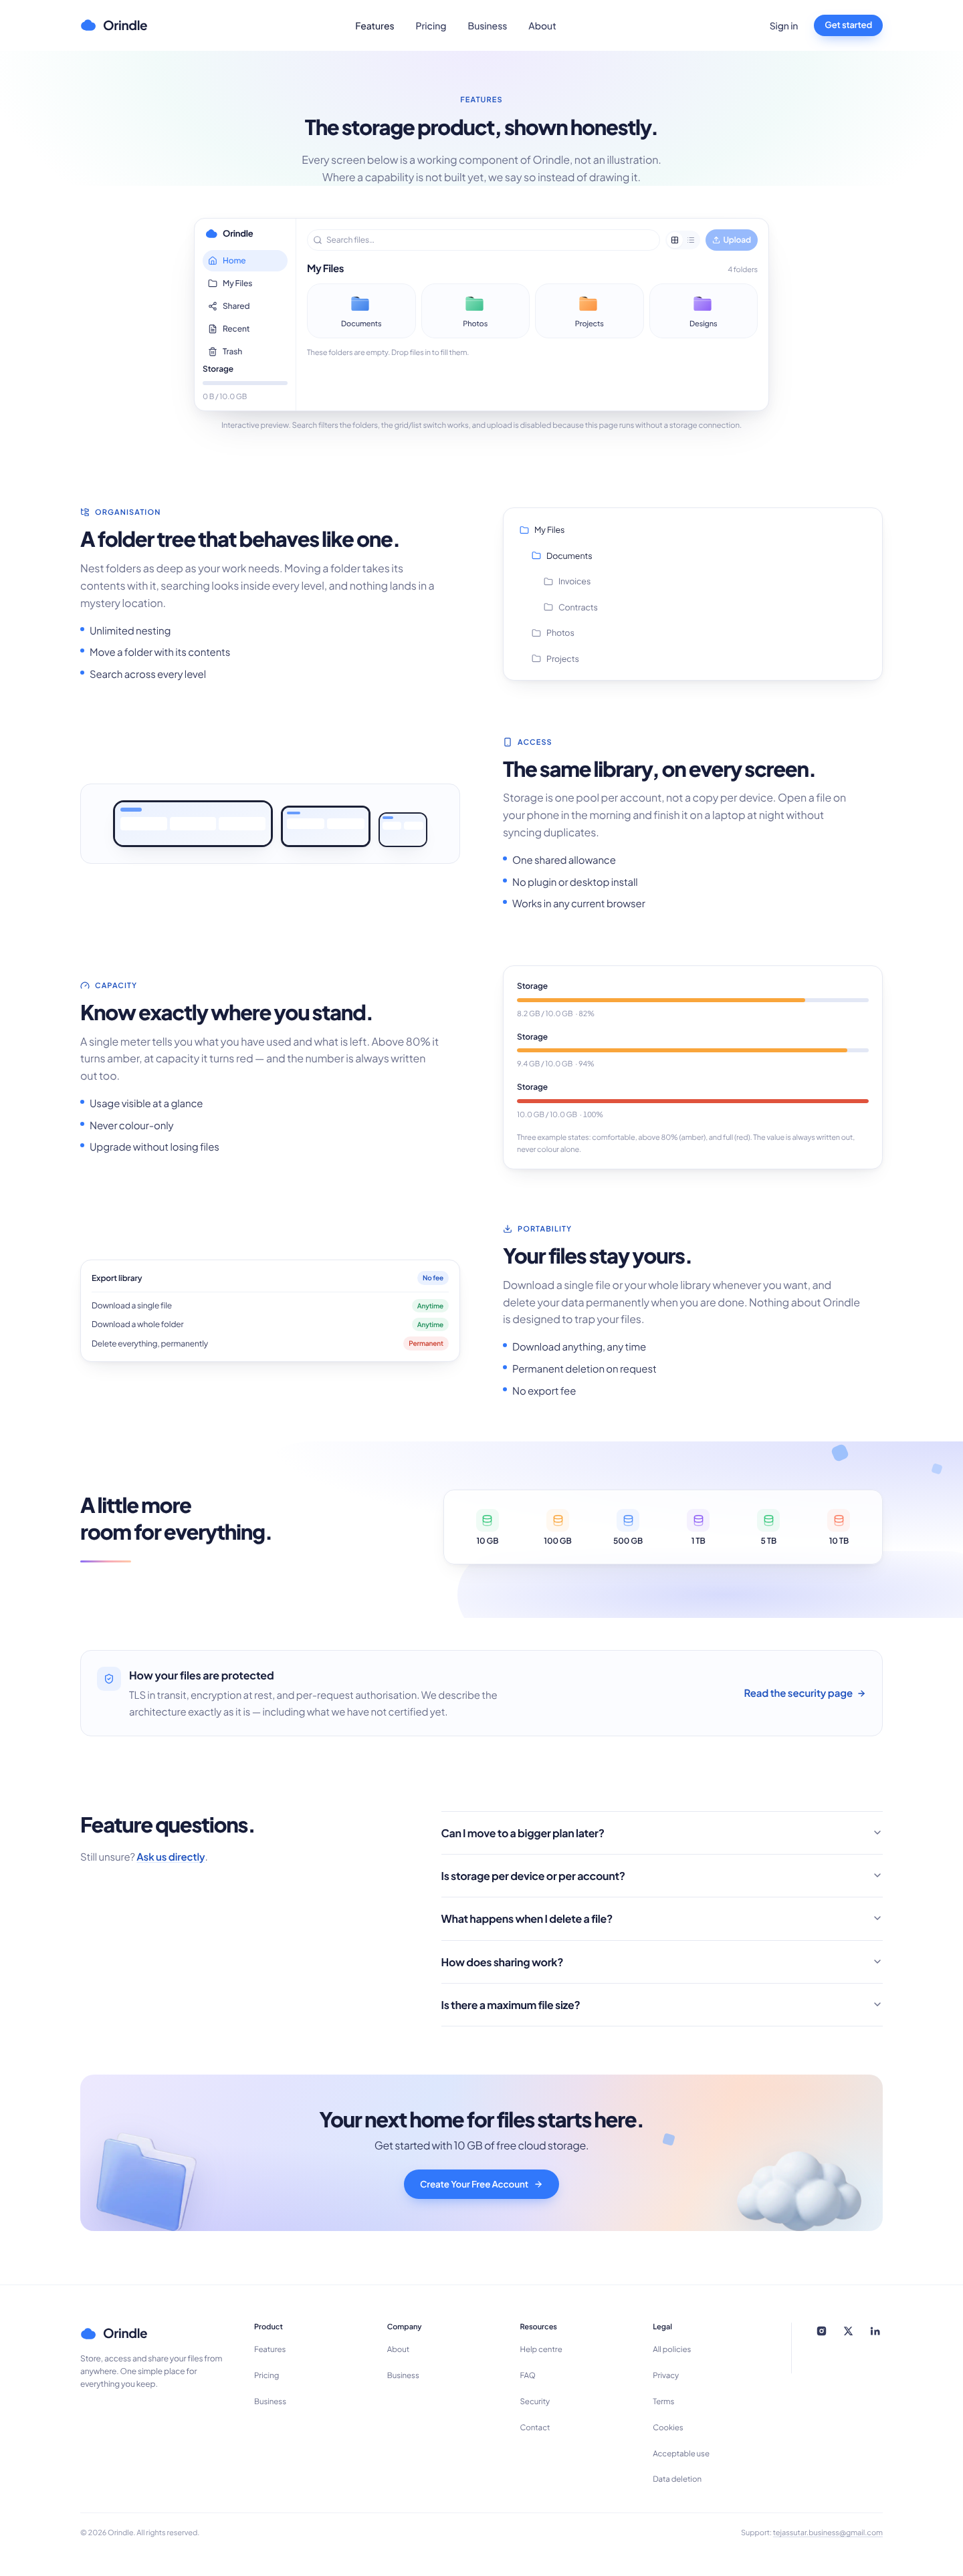 Orindle
Features
Pricing
Business
About
Sign in
Get started
FEATURES
The storage product, shown honestly.
Every screen below is a working component of Orindle, not an illustration.
Where a capability is not built yet, we say so instead of drawing it.
Orindle
Home
My Files
Shared
Recent
Trash
Storage
0 B / 10.0 GB
Search files...
Upload
My Files
4 folders
Documents
Photos
Projects
Designs
These folders are empty. Drop files in to fill them.
Interactive preview. Search filters the folders, the grid/list switch works, and upload is disabled because this page runs without a storage connection.
ORGANISATION
A folder tree that behaves like one.
Nest folders as deep as your work needs. Moving a folder takes its
contents with it, searching looks inside every level, and nothing lands in a
mystery location.
Unlimited nesting
Move a folder with its contents
Search across every level
My Files
Documents
Invoices
Contracts
Photos
Projects
ACCESS
The same library, on every screen.
Storage is one pool per account, not a copy per device. Open a file on
your phone in the morning and finish it on a laptop at night without
syncing duplicates.
One shared allowance
No plugin or desktop install
Works in any current browser
CAPACITY
Know exactly where you stand.
A single meter tells you what you have used and what is left. Above 80% it
turns amber, at capacity it turns red — and the number is always written
out too.
Usage visible at a glance
Never colour-only
Upgrade without losing files
Storage
8.2 GB / 10.0 GB · 82%
Storage
9.4 GB / 10.0 GB · 94%
Storage
10.0 GB / 10.0 GB · 100%
Three example states: comfortable, above 80% (amber), and full (red). The value is always written out,
never colour alone.
PORTABILITY
Your files stay yours.
Download a single file or your whole library whenever you want, and
delete your data permanently when you are done. Nothing about Orindle
is designed to trap your files.
Download anything, any time
Permanent deletion on request
No export fee
Export library
No fee
Download a single file
Anytime
Download a whole folder
Anytime
Delete everything, permanently
Permanent
A little more
room for everything.
10 GB
100 GB
500 GB
1 TB
5 TB
10 TB
How your files are protected
TLS in transit, encryption at rest, and per-request authorisation. We describe the
architecture exactly as it is — including what we have not certified yet.
Read the security page
Feature questions.
Still unsure? Ask us directly.
Can I move to a bigger plan later?
Is storage per device or per account?
What happens when I delete a file?
How does sharing work?
Is there a maximum file size?
Your next home for files starts here.
Get started with 10 GB of free cloud storage.
Create Your Free Account
Orindle
Store, access and share your files from
anywhere. One simple place for
everything you keep.
Product
Features
Pricing
Business
Company
About
Business
Resources
Help centre
FAQ
Security
Contact
Legal
All policies
Privacy
Terms
Cookies
Acceptable use
Data deletion
© 2026 Orindle. All rights reserved.
Support: tejassutar.business@gmail.com